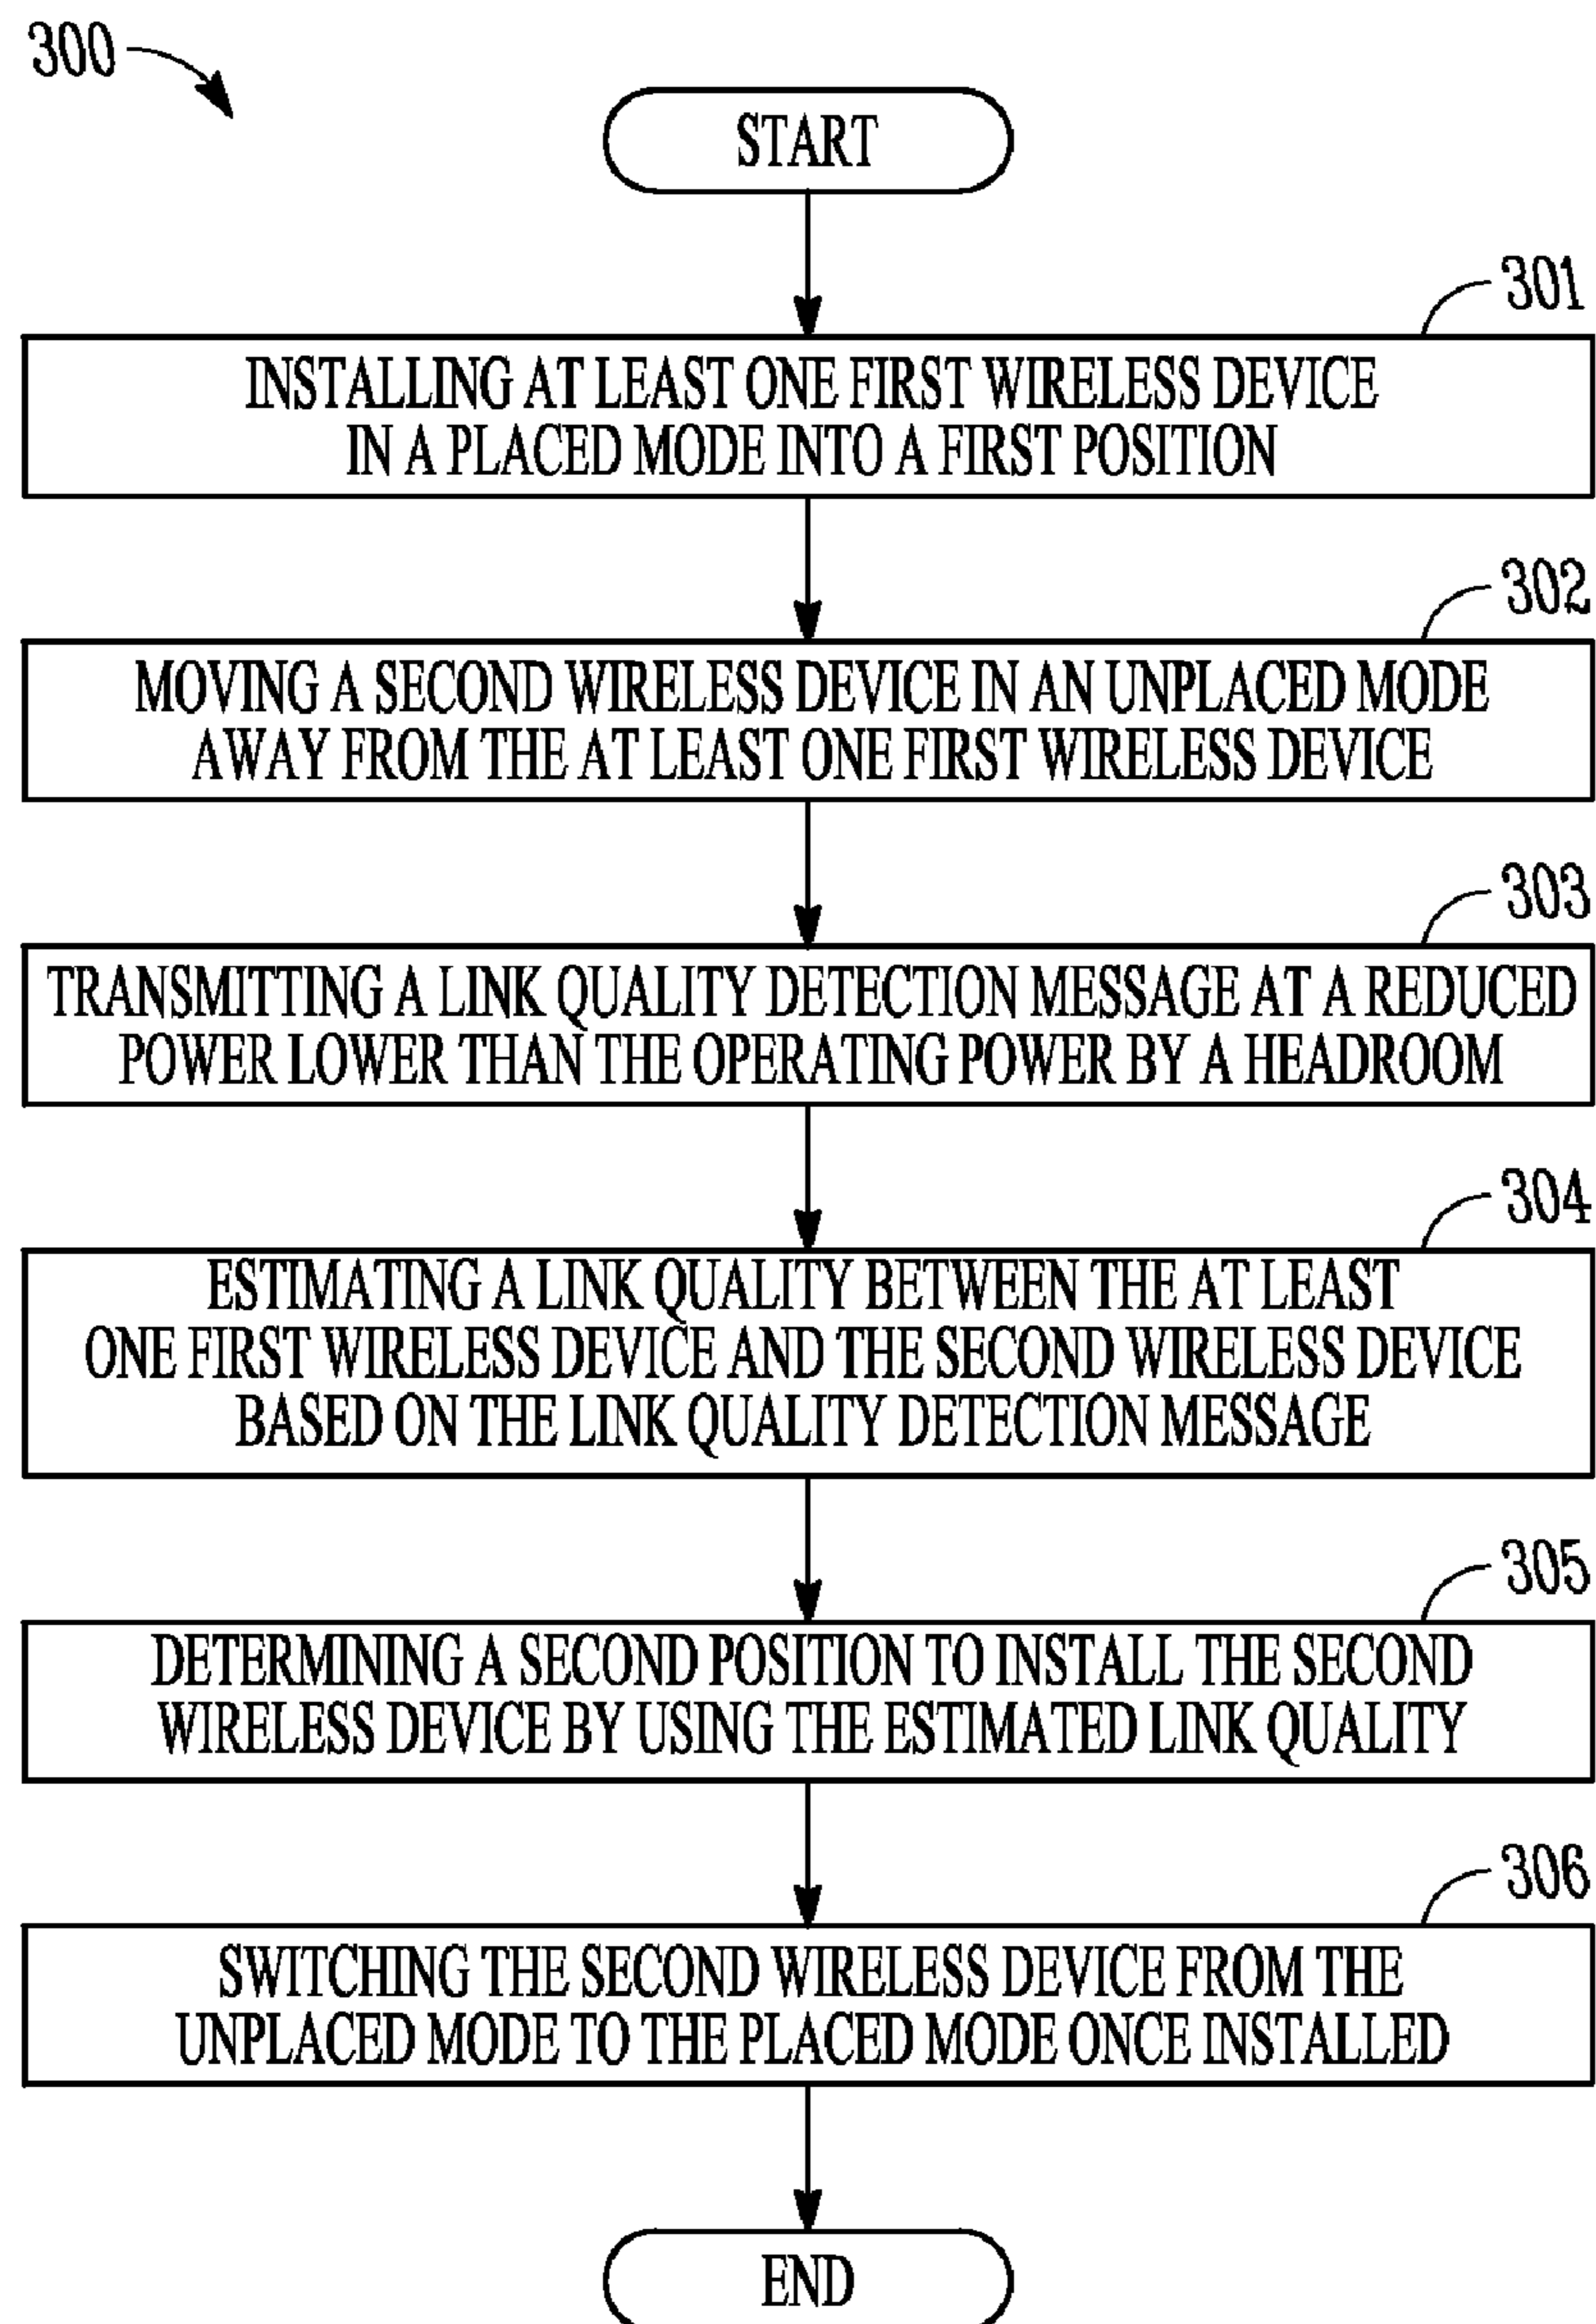 300
START
301
INSTALLING AT LEAST ONE FIRST WIRELESS DEVICE
IN A PLACED MODE INTO A FIRST POSITION
302
MOVING A SECOND WIRELESS DEVICE IN AN UNPLACED MODE
AWAY FROM THE AT LEAST ONE FIRST WIRELESS DEVICE
303
TRANSMITTING A LINK QUALITY DETECTION MESSAGE AT A REDUCED
POWER LOWER THAN THE OPERATING POWER BY A HEADROOM
304
ESTIMATING A LINK QUALITY BETWEEN THE AT LEAST
ONE FIRST WIRELESS DEVICE AND THE SECOND WIRELESS DEVICE
BASED ON THE LINK QUALITY DETECTION MESSAGE
305
DETERMINING A SECOND POSITION TO INSTALL THE SECOND
WIRELESS DEVICE BY USING THE ESTIMATED LINK QUALITY
306
SWITCHING THE SECOND WIRELESS DEVICE FROM THE
UNPLACED MODE TO THE PLACED MODE ONCE INSTALLED
END